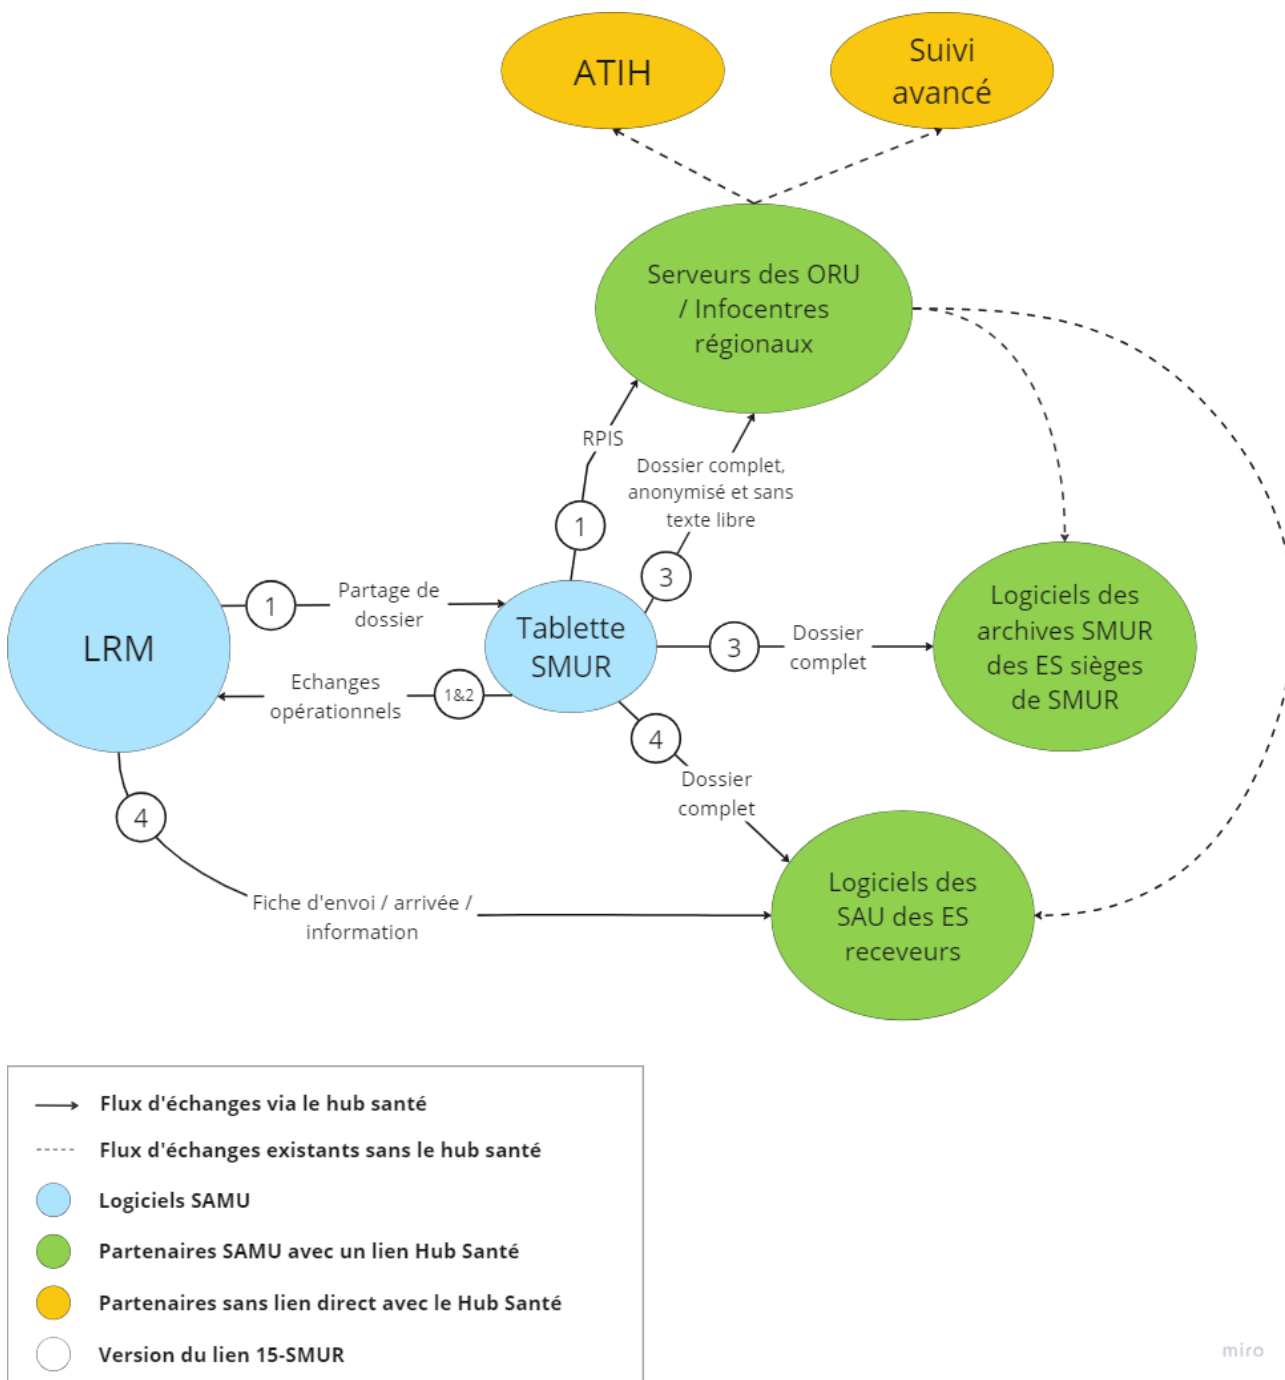 ATIH
Suivi
avancé
Serveurs des ORU
/ Infocentres
régionaux
RPIS
Dossier complet,
anonymisé et sans
texte libre
1
3
LRM
1
Partage de
dossier
Tablette
SMUR
3
Dossier
complet
Logiciels des
archives SMUR
des ES sièges
de SMUR
Echanges
opérationnels
1&2
4
Dossier
complet
4
Fiche d'envoi / arrivée /
information
Logiciels des
SAU des ES
receveurs
Flux d'échanges via le hub santé
Flux d'échanges existants sans le hub santé
Logiciels SAMU
Partenaires SAMU avec un lien Hub Santé
Partenaires sans lien direct avec le Hub Santé
Version du lien 15-SMUR
miro